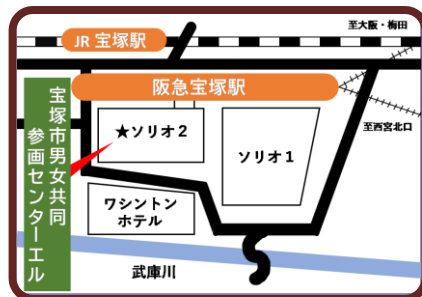 至大阪・梅田
JR 宝塚駅
阪急宝塚駅
宝塚市男女共同
参画センターエル
★ソリオ２
ソリオ１
至西宮北口
ワシントン
ホテル
武庫川